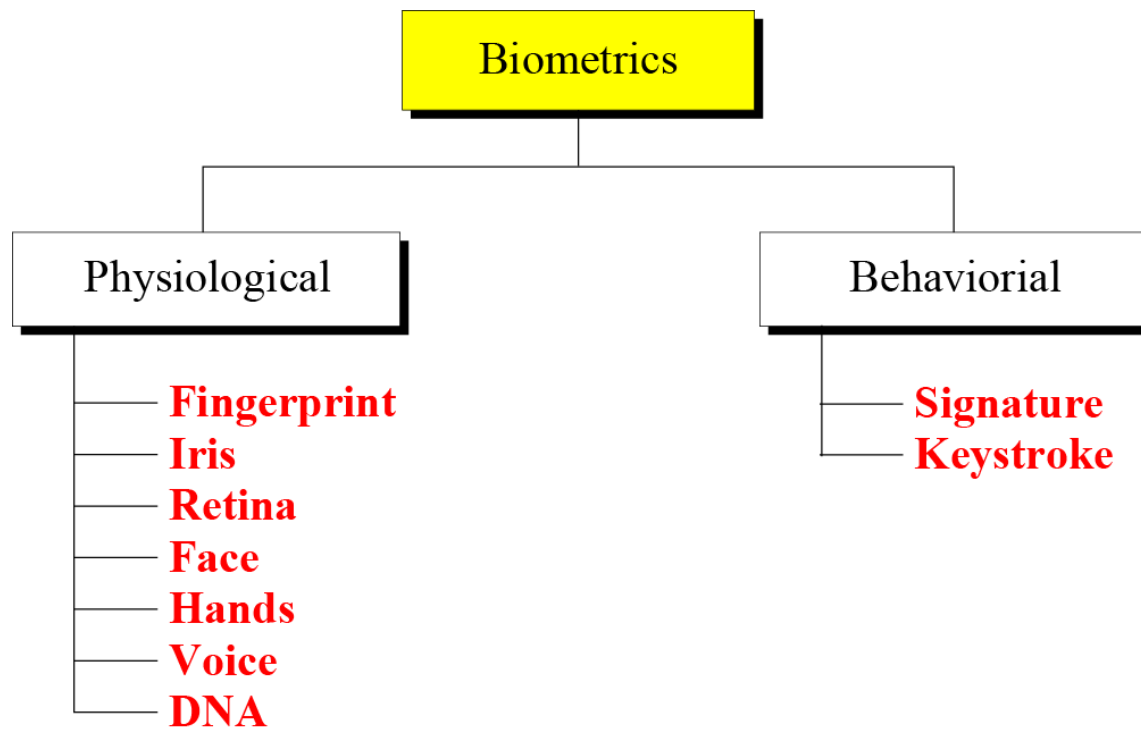 Biometrics
Physiological
Behaviorial
Fingerprint
Iris
Retina
Face
Hands
Voice
DNA
Signature
Keystroke